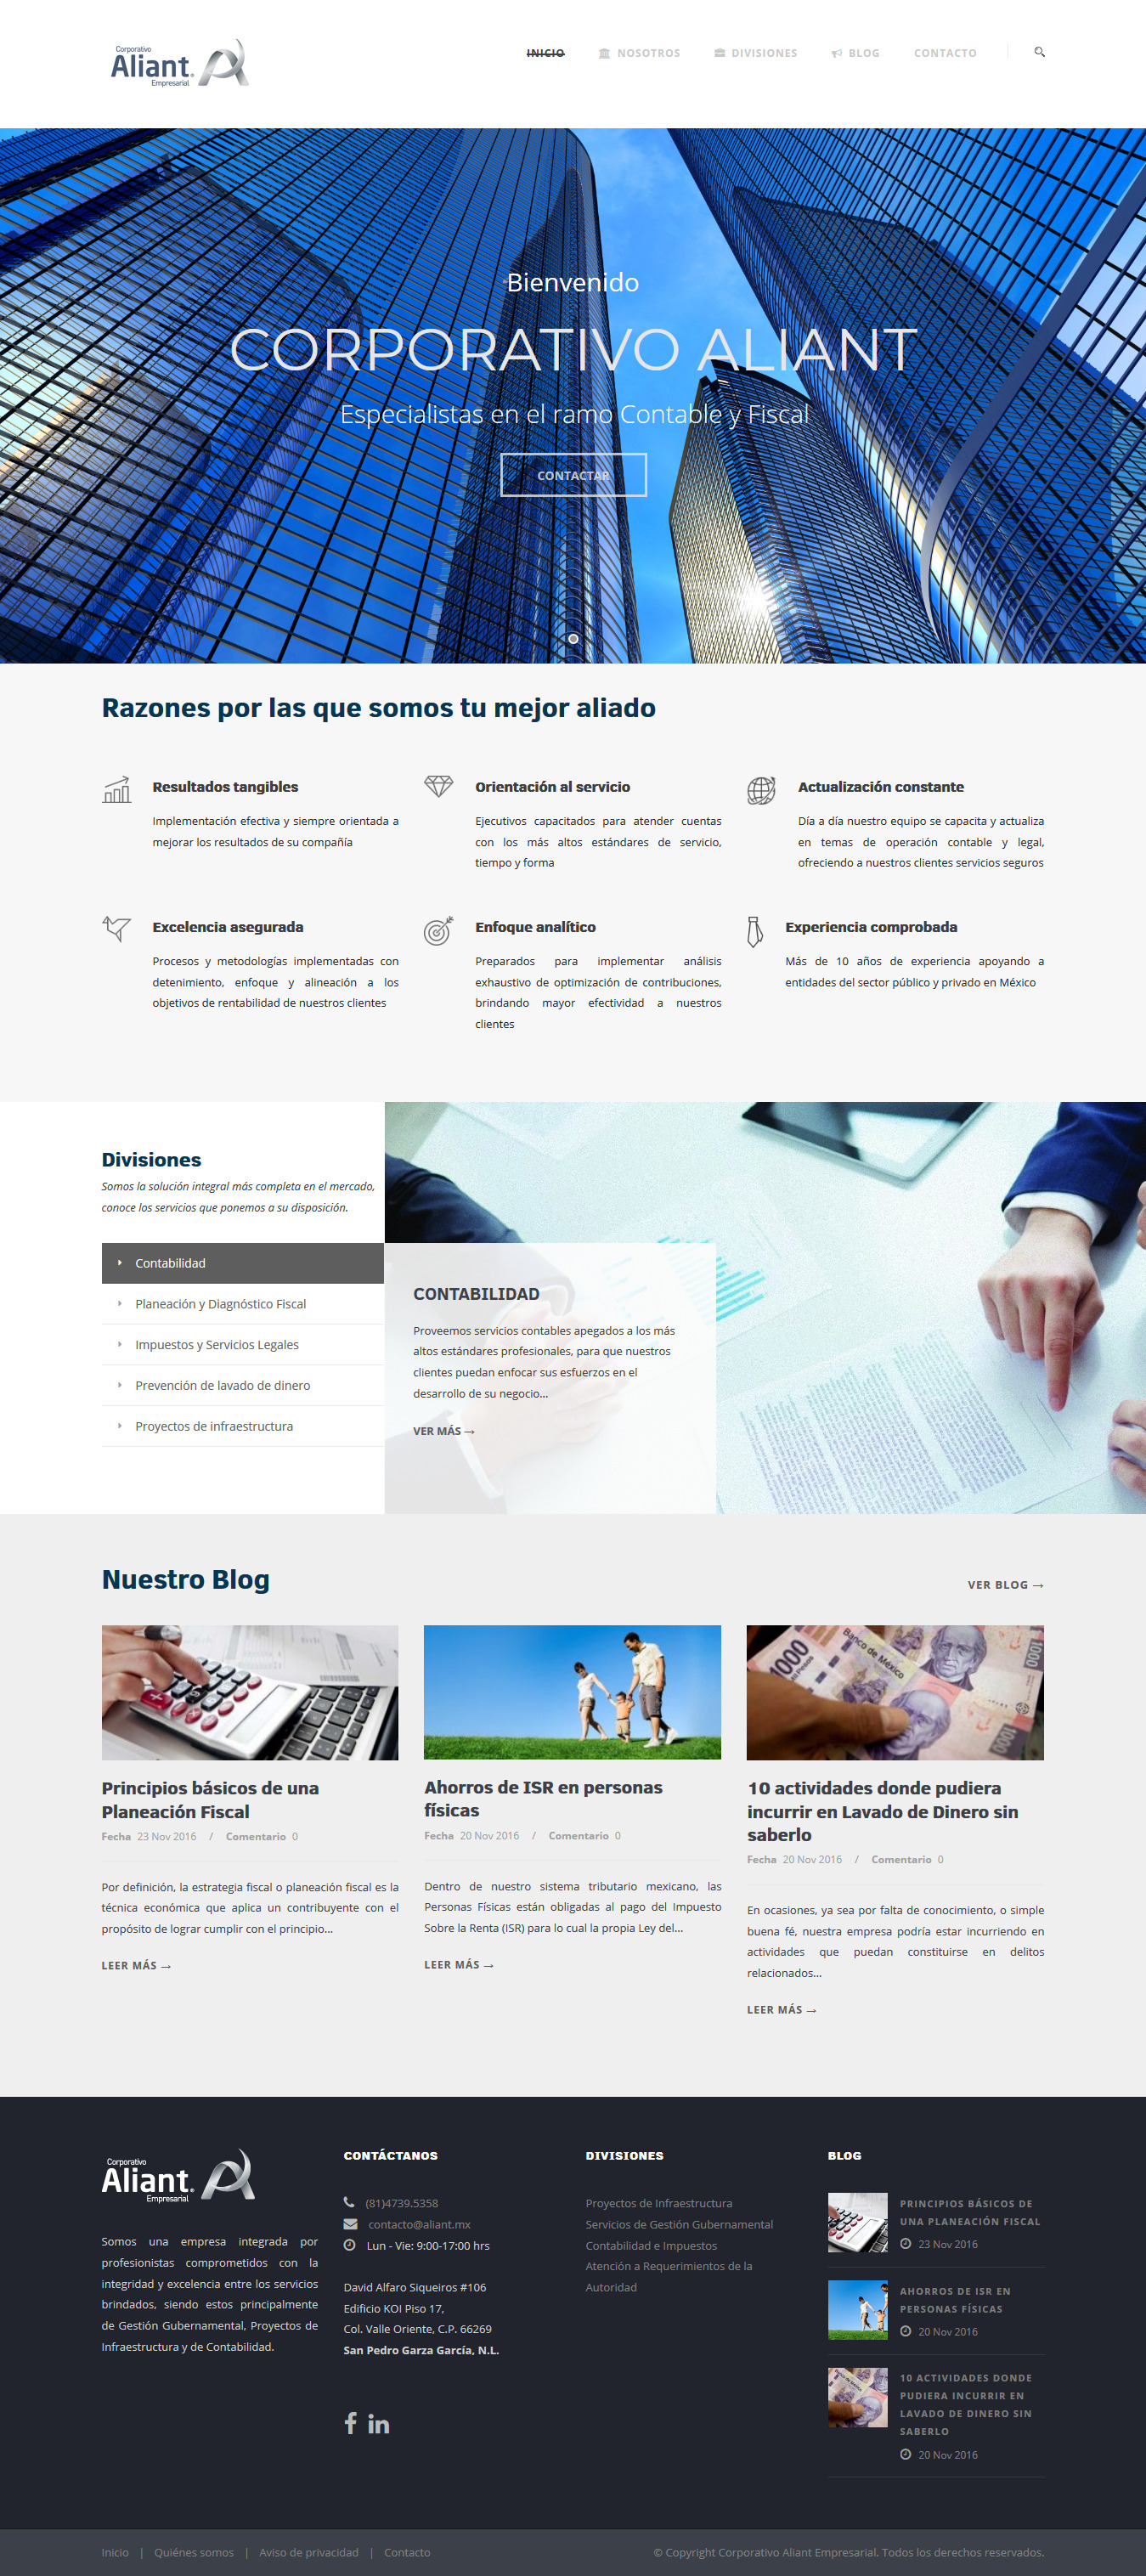 Corporativo
Aliant.
Empresarial
INICIO
NOSOTROS
DIVISIONES
BLOG
CONTACTO
Bienvenido
CORPORATIVO ALIANT
Especialistas en el ramo Contable y Fiscal
CONTACTAR
Razones por las que somos tu mejor aliado
Resultados tangibles
Implementación efectiva y siempre orientada a
mejorar los resultados de su compañía
Orientación al servicio
Ejecutivos capacitados para atender cuentas
con los más altos estándares de servicio,
tiempo y forma
Actualización constante
Día a día nuestro equipo se capacita y actualiza
en temas de operación contable y legal,
ofreciendo a nuestros clientes servicios seguros
Excelencia asegurada
Procesos y metodologías implementadas con
detenimiento, enfoque y alineación a los
objetivos de rentabilidad de nuestros clientes
Enfoque analítico
Preparados para implementar análisis
exhaustivo de optimización de contribuciones,
brindando mayor efectividad a nuestros
clientes
Experiencia comprobada
Más de 10 años de experiencia apoyando a
entidades del sector público y privado en México
Divisiones
Somos la solución integral más completa en el mercado,
conoce los servicios que ponemos a su disposición.
Contabilidad
Planeación y Diagnóstico Fiscal
Impuestos y Servicios Legales
Prevención de lavado de dinero
Proyectos de infraestructura
CONTABILIDAD
Proveemos servicios contables apegados a los más
altos estándares profesionales, para que nuestros
clientes puedan enfocar sus esfuerzos en el
desarrollo de su negocio...
VER MÁS →
Nuestro Blog
VER BLOG →
1000
Banco de México
1000
Principios básicos de una
Planeación Fiscal
Fecha 23 Nov 2016 / Comentario 0
Por definición, la estrategia fiscal o planeación fiscal es la
técnica económica que aplica un contribuyente con el
propósito de lograr cumplir con el principio...
LEER MÁS →
Ahorros de ISR en personas
físicas
Fecha 20 Nov 2016 / Comentario 0
Dentro de nuestro sistema tributario mexicano, las
Personas Físicas están obligadas al pago del Impuesto
Sobre la Renta (ISR) para lo cual la propia Ley del...
LEER MÁS →
10 actividades donde pudiera
incurrir en Lavado de Dinero sin
saberlo
Fecha 20 Nov 2016 / Comentario 0
En ocasiones, ya sea por falta de conocimiento, o simple
buena fé, nuestra empresa podría estar incurriendo en
actividades que puedan constituirse en delitos
relacionados...
LEER MÁS →
Corporativo
Aliant.
Empresarial
Somos una empresa integrada por
profesionistas comprometidos con la
integridad y excelencia entre los servicios
brindados, siendo estos principalmente
de Gestión Gubernamental, Proyectos de
Infraestructura y de Contabilidad.
CONTÁCTANOS
(81)4739.5358
contacto@aliant.mx
Lun - Vie: 9:00-17:00 hrs
David Alfaro Siqueiros #106
Edificio KOI Piso 17,
Col. Valle Oriente, C.P. 66269
San Pedro Garza García, N.L.
DIVISIONES
Proyectos de Infraestructura
Servicios de Gestión Gubernamental
Contabilidad e Impuestos
Atención a Requerimientos de la
Autoridad
BLOG
PRINCIPIOS BÁSICOS DE
UNA PLANEACIÓN FISCAL
23 Nov 2016
AHORROS DE ISR EN
PERSONAS FÍSICAS
20 Nov 2016
10 ACTIVIDADES DONDE
PUDIERA INCURRIR EN
LAVADO DE DINERO SIN
SABERLO
20 Nov 2016
Inicio | Quiénes somos | Aviso de privacidad | Contacto
© Copyright Corporativo Aliant Empresarial. Todos los derechos reservados.